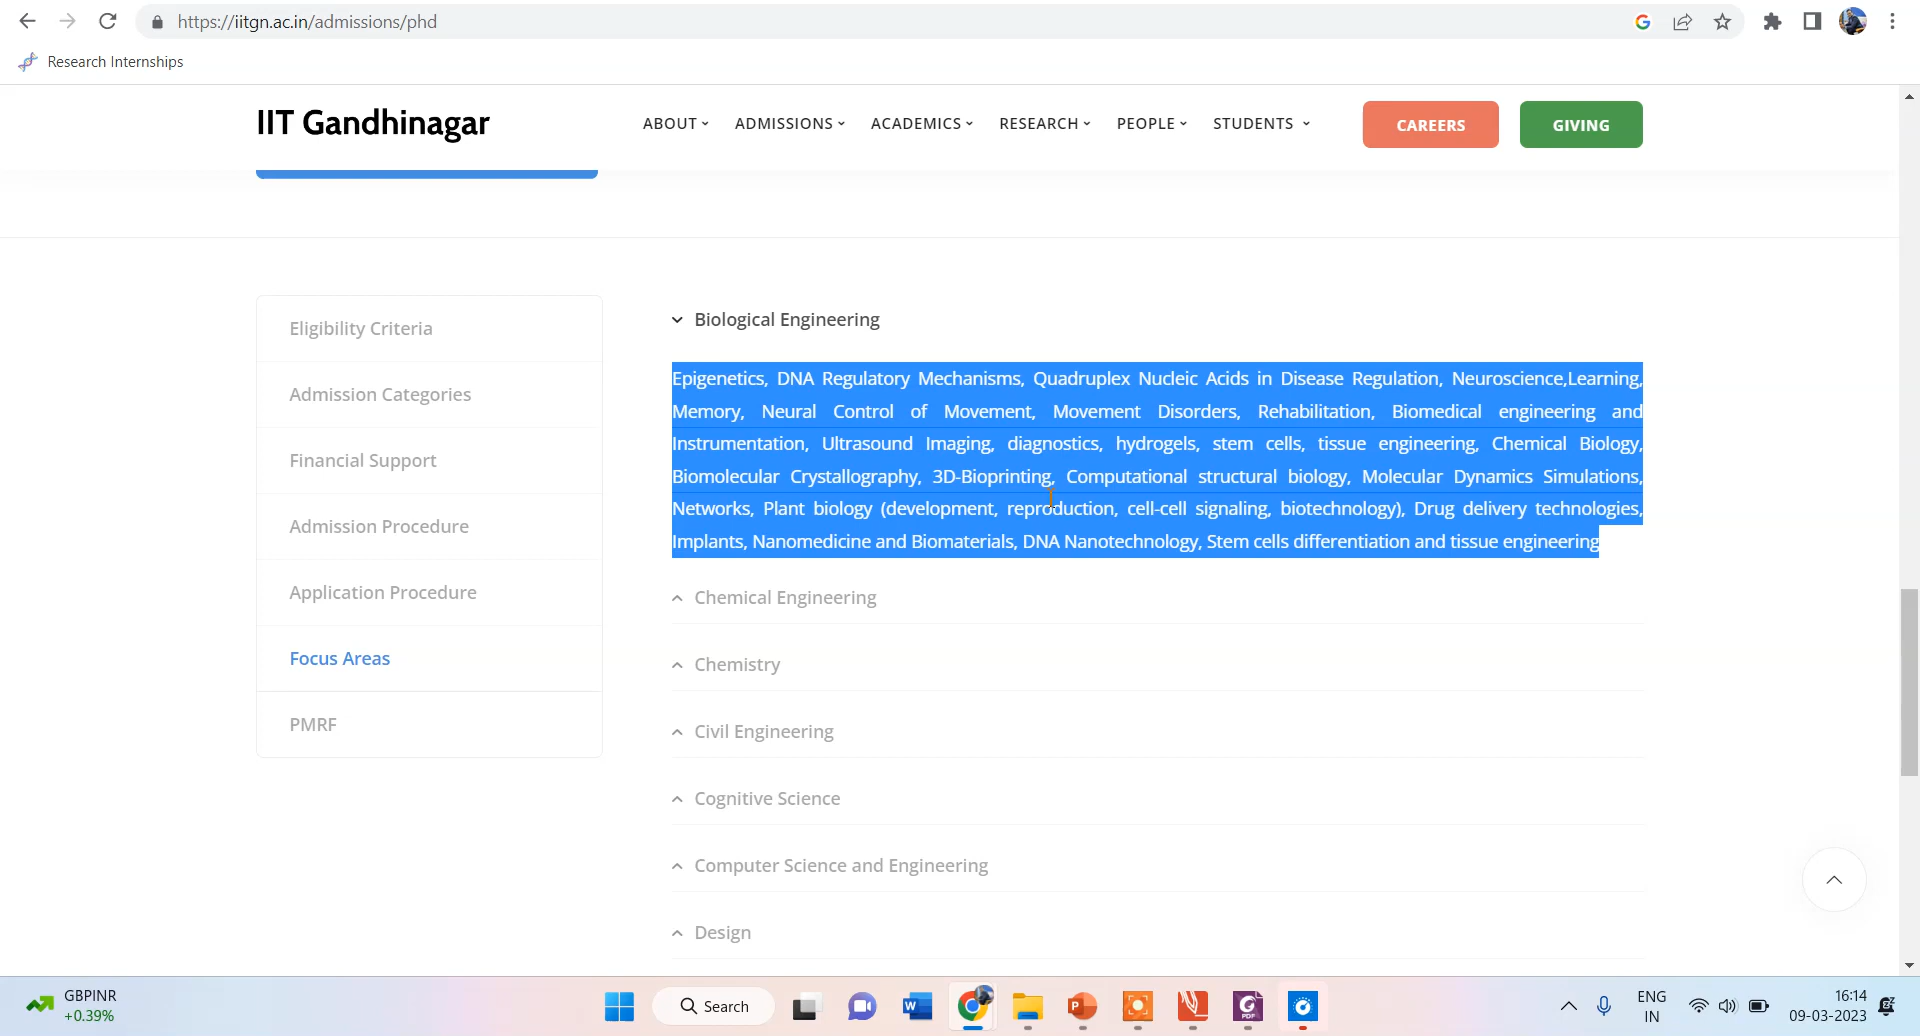 https://iitgn.ac.in/admissions/phd
Research Internships
IIT Gandhinagar
ABOUT
ADMISSIONS
ACADEMICS
RESEARCH
PEOPLE
STUDENTS
CAREERS
GIVING
Eligibility Criteria
Admission Categories
Financial Support
Admission Procedure
Application Procedure
Focus Areas
PMRF
Biological Engineering
Epigenetics, DNA Regulatory Mechanisms, Quadruplex Nucleic Acids in Disease Regulation, Neuroscience,Learning,
Memory, Neural Control of Movement, Movement Disorders, Rehabilitation, Biomedical engineering and
Instrumentation, Ultrasound Imaging, diagnostics, hydrogels, stem cells, tissue engineering, Chemical Biology,
Biomolecular Crystallography, 3D-Bioprinting, Computational structural biology, Molecular Dynamics Simulations,
Networks, Plant biology (development, reproduction, cell-cell signaling, biotechnology), Drug delivery technologies,
Implants, Nanomedicine and Biomaterials, DNA Nanotechnology, Stem cells differentiation and tissue engineering
Chemical Engineering
Chemistry
Civil Engineering
Cognitive Science
Computer Science and Engineering
Design
GBPINR
+0.39%
Search
ENG
IN
16:14
09-03-2023